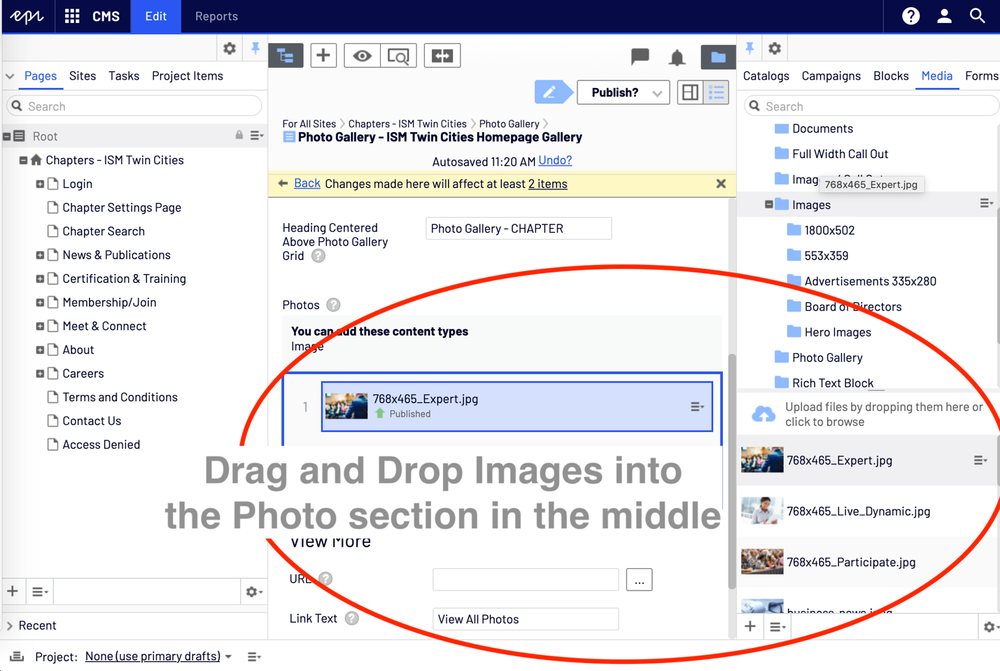 epi
CMS
Edit
Reports
Pages
Sites
Tasks
Project Items
Search
Root
Chapters - ISM Twin Cities
Login
Chapter Settings Page
Chapter Search
News & Publications
Certification & Training
Membership/Join
Meet & Connect
About
Careers
Terms and Conditions
Contact Us
Access Denied
Recent
Project: None (use primary drafts)
Publish?
For All Sites > Chapters - ISM Twin Cities > Photo Gallery >
Photo Gallery - ISM Twin Cities Homepage Gallery
Autosaved 11:20 AM Undo?
Back Changes made here will affect at least 2 items
Heading Centered
Above Photo Gallery
Grid ?
Photo Gallery - CHAPTER
Photos ?
You can add these content types
Image
1
768x465_Expert.jpg
Published
Drag and Drop Images into
the Photo section in the middle
View More
URL ?
...
Link Text ?
View All Photos
Catalogs
Campaigns
Blocks
Media
Forms
Search
Documents
Full Width Call Out
768x465_Expert.jpg
Images
1800x502
553x359
Advertisements 335x280
Board of Directors
Hero Images
Photo Gallery
Rich Text Block
Upload files by dropping them here or
click to browse
768x465_Expert.jpg
768x465_Live_Dynamic.jpg
768x465_Participate.jpg